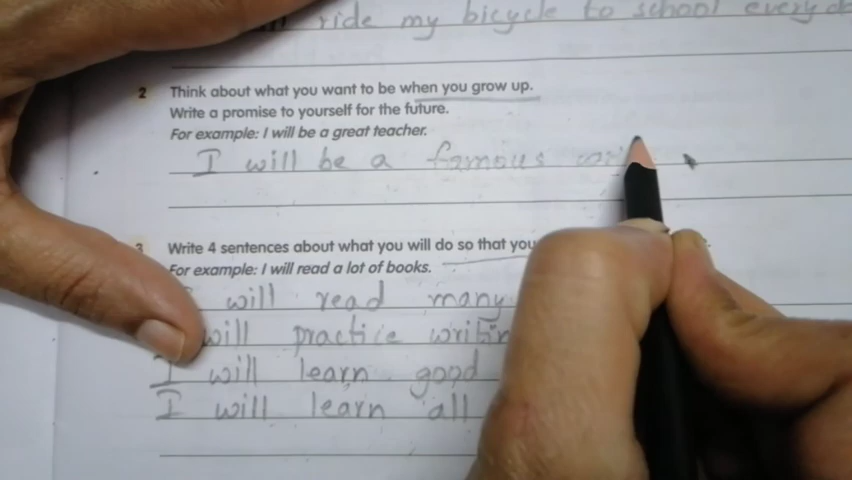 ride my bicycle to school every
2 Think about what you want to be when you grow up.
Write a promise to yourself for the future.
For example: I will be a great teacher.
I will be a famous
3 Write 4 sentences about what you will do so that you
For example: I will read a lot of books.
will read many
will practice
I will learn good
I will learn all